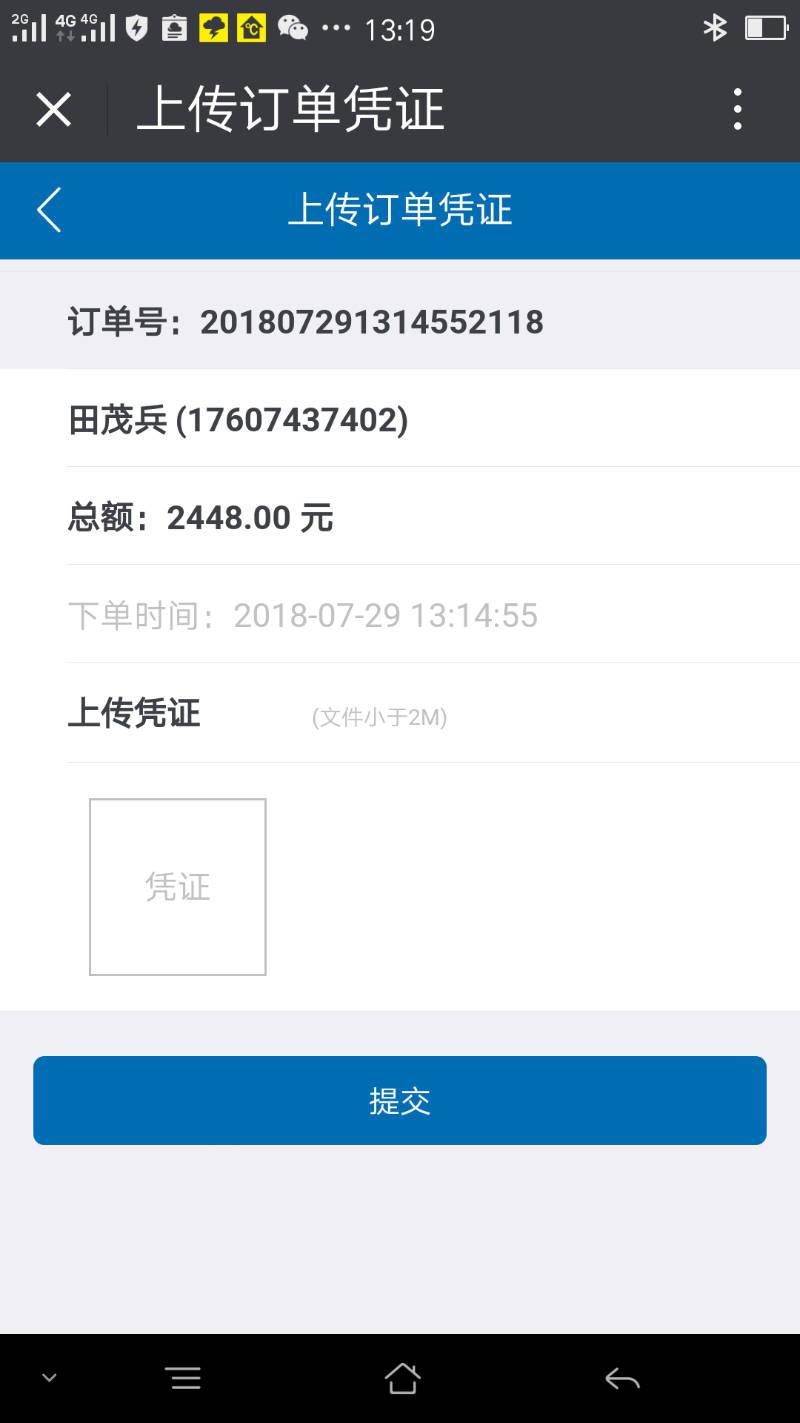 2G 4G 4G 13:19
上传订单凭证
上传订单凭证
订单号：201807291314552118
田茂兵 (17607437402)
总额：2448.00 元
下单时间：2018-07-29 13:14:55
上传凭证 (文件小于2M)
凭证
提交